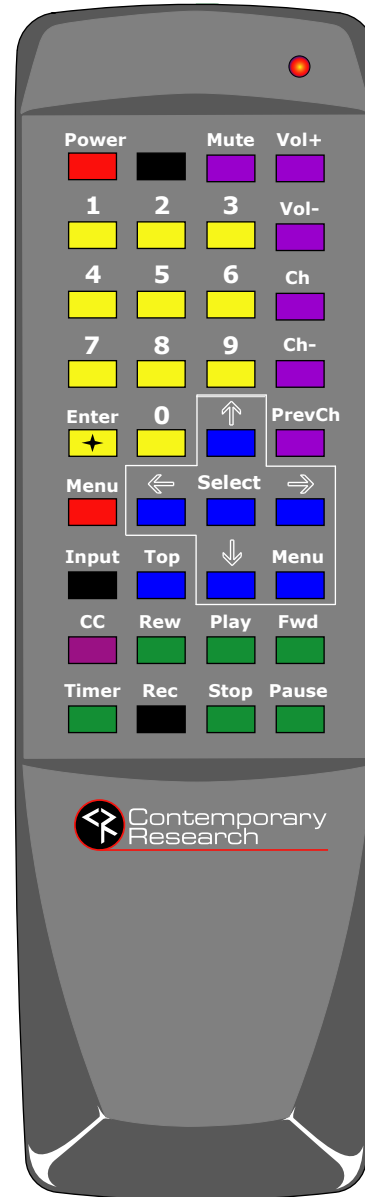 Power Mute Vol+
1 2 3 Vol-
4 5 6 Ch
7 8 9 Ch-
Enter 0 PrevCh
Menu Select
Input Top Menu
CC Rew Play Fwd
Timer Rec Stop Pause
Contemporary
Research